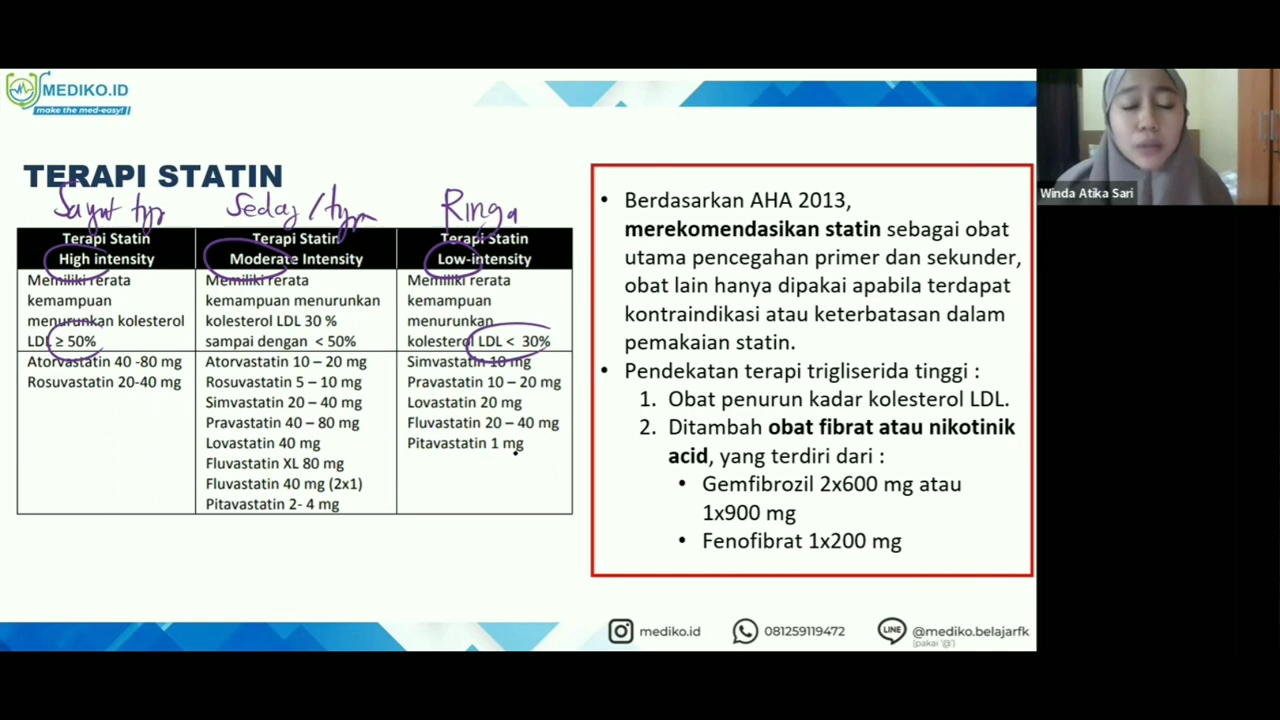 MEDIKO.ID
make the med-easy!
TERAPI STATIN
Terapi Statin
High intensity
Memiliki rerata
kemampuan
menurunkan kolesterol
LDL ≥ 50%
Atorvastatin 40 -80 mg
Rosuvastatin 20-40 mg
Terapi Statin
Moderate Intensity
Memiliki rerata
kemampuan menurunkan
kolesterol LDL 30 %
sampai dengan < 50%
Atorvastatin 10 – 20 mg
Rosuvastatin 5 – 10 mg
Simvastatin 20 – 40 mg
Pravastatin 40 – 80 mg
Lovastatin 40 mg
Fluvastatin XL 80 mg
Fluvastatin 40 mg (2x1)
Pitavastatin 2- 4 mg
Terapi Statin
Low-intensity
Memiliki rerata
kemampuan
menurunkan
kolesterol LDL < 30%
Simvastatin 10 mg
Pravastatin 10 – 20 mg
Lovastatin 20 mg
Fluvastatin 20 – 40 mg
Pitavastatin 1 mg
• Berdasarkan AHA 2013,
merekomendasikan statin sebagai obat
utama pencegahan primer dan sekunder,
obat lain hanya dipakai apabila terdapat
kontraindikasi atau keterbatasan dalam
pemakaian statin.
• Pendekatan terapi trigliserida tinggi :
1. Obat penurun kadar kolesterol LDL.
2. Ditambah obat fibrat atau nikotinik
acid, yang terdiri dari :
• Gemfibrozil 2x600 mg atau
1x900 mg
• Fenofibrat 1x200 mg
mediko.id
081259119472
LINE
@mediko.belajarfk
(pakai '@')
Winda Atika Sari